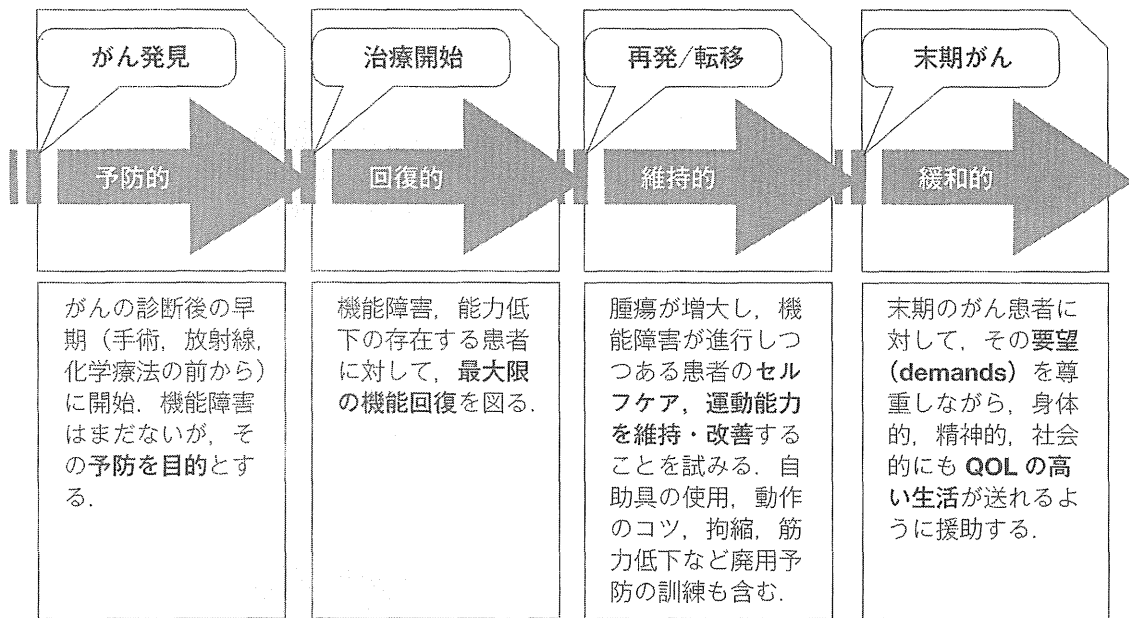 がん発見
予防的
がんの診断後の早
期（手術，放射線，
化学療法の前から）
に開始．機能障害
はまだないが，そ
の予防を目的とす
る．
治療開始
回復的
機能障害，能力低
下の存在する患者
に対して，最大限
の機能回復を図る．
再発/転移
維持的
腫瘍が増大し，機
能障害が進行しつ
つある患者のセル
フケア，運動能力
を維持・改善する
ことを試みる．自
助具の使用，動作
のコツ，拘縮，筋
力低下など廃用予
防の訓練も含む．
末期がん
緩和的
末期のがん患者に
対して，その要望
（demands）を尊
重しながら，身体
的，精神的，社会
的にも QOL の高
い生活が送れるよ
うに援助する．